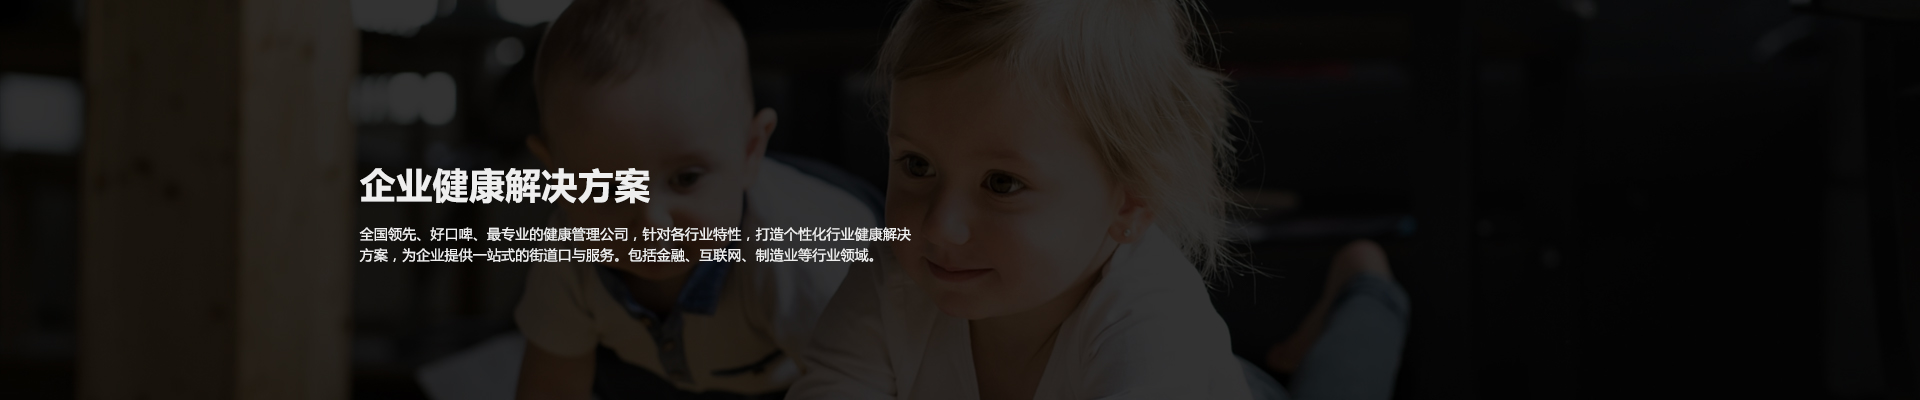 企业健康解决方案
全国领先、好口啤、最专业的健康管理公司，针对各行业特性，打造个性化行业健康解决
方案，为企业提供一站式的街道口与服务。包括金融、互联网、制造业等行业领域。